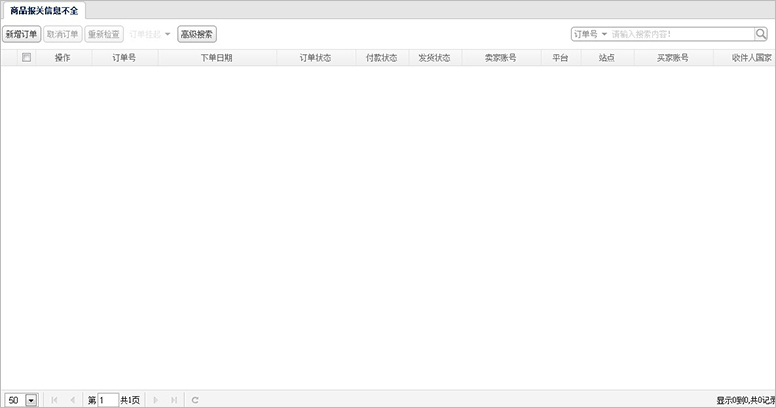 商品报关信息不全
新增订单 取消订单 重新检查 订单挂起 高级搜索 订单号 请输入搜索内容!
操作 订单号 下单日期 订单状态 付款状态 发货状态 卖家账号 平台 站点 买家账号 收件人国家
50 第 1 共1页 显示0到0,共0记录